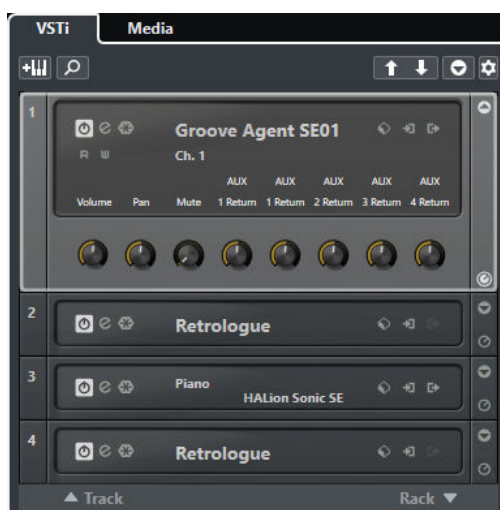 VSTi Media
1
Groove Agent SE01
R W Ch. 1
AUX AUX AUX AUX AUX
Volume Pan Mute 1 Return 1 Return 2 Return 3 Return 4 Return
2 Retrologue
3 Piano
HALion Sonic SE
4 Retrologue
Track Rack